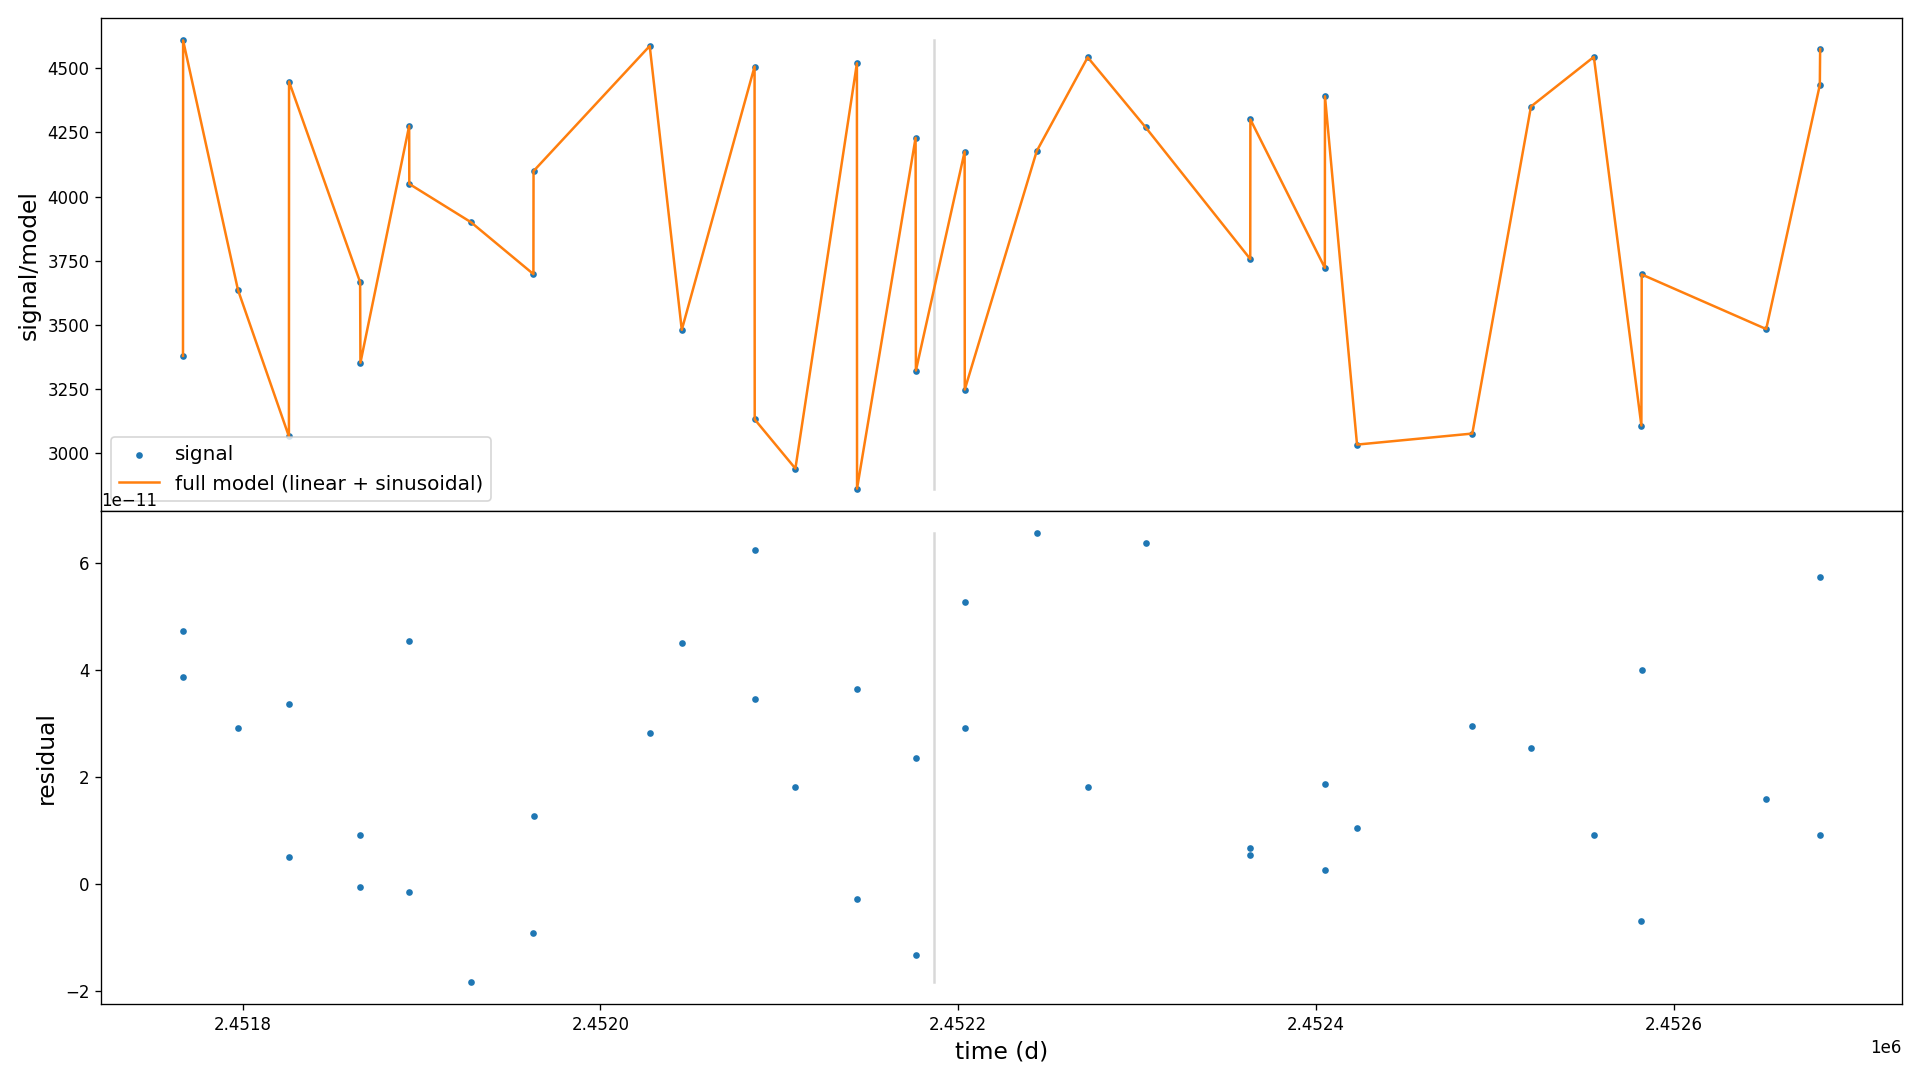 4500
4250
4000
3750
3500
3250
3000
signal/model
signal
full model (linear + sinusoidal)
1e−11
6
4
2
0
−2
residual
2.4518
2.4520
2.4522
2.4524
2.4526
time (d)
1e6